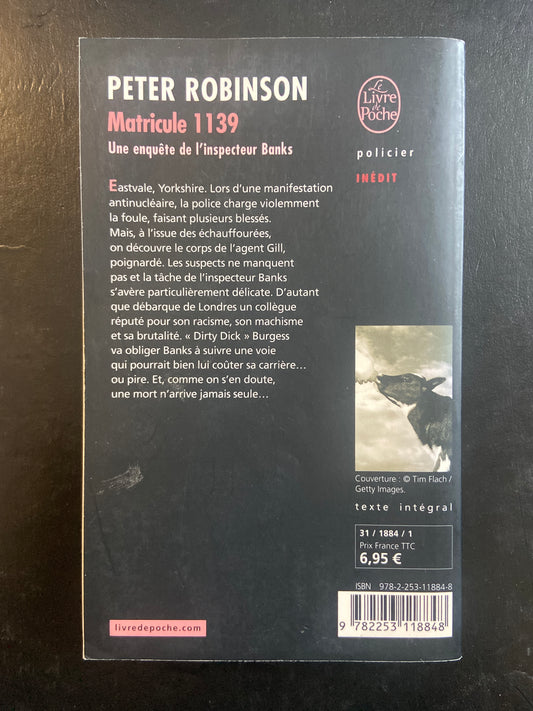 PETER ROBINSON
Matricule 1139
Une enquête de l'inspecteur Banks
Le
Livre
de
Poche
policier
INÉDIT
Eastvale, Yorkshire. Lors d'une manifestation
antinucléaire, la police charge violemment
la foule, faisant plusieurs blessés.
Mais, à l'issue des échauffourées,
on découvre le corps de l'agent Gill,
poignardé. Les suspects ne manquent
pas et la tâche de l'inspecteur Banks
s'avère particulièrement délicate. D'autant
que débarque de Londres un collègue
réputé pour son racisme, son machisme
et sa brutalité. « Dirty Dick » Burgess
va obliger Banks à suivre une voie
qui pourrait bien lui coûter sa carrière…
ou pire. Et, comme on s'en doute,
une mort n'arrive jamais seule…
Couverture : © Tim Flach /
Getty Images.
texte intégral
31 / 1884 / 1
Prix France TTC
6,95 €
ISBN 978-2-253-11884-8
9 782253 118848
livredepoche.com